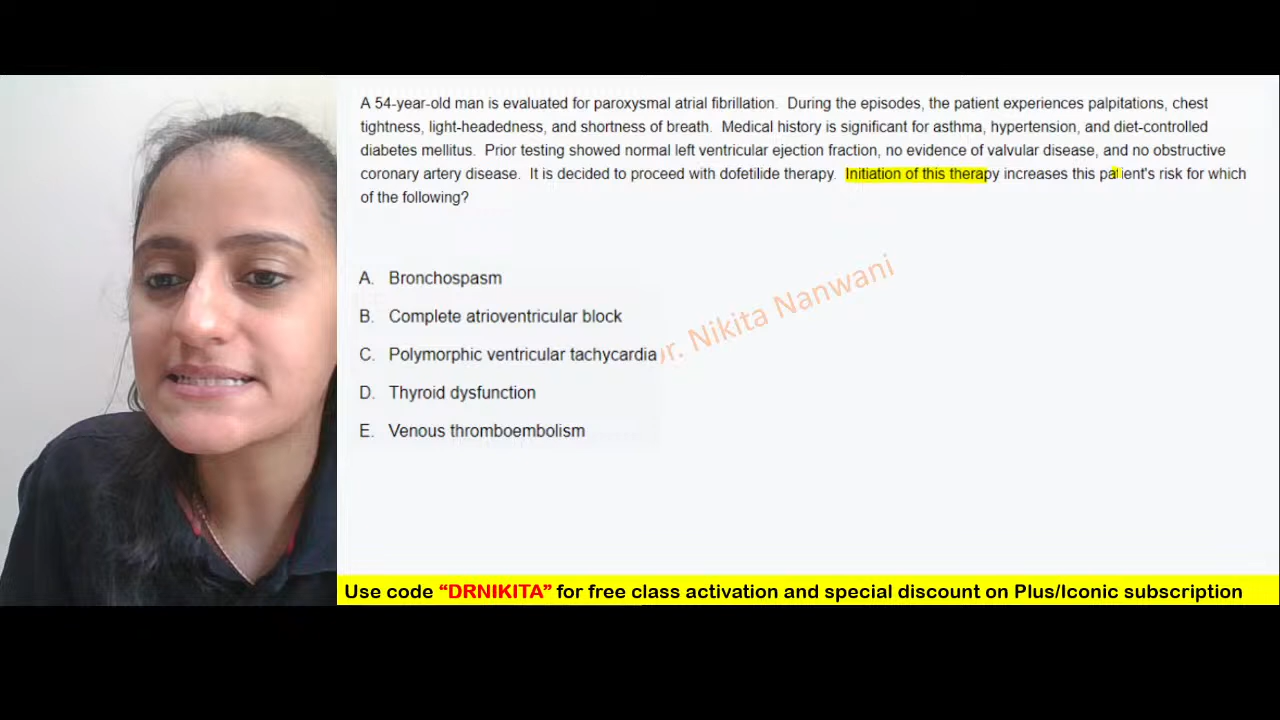 A 54-year-old man is evaluated for paroxysmal atrial fibrillation. During the episodes, the patient experiences palpitations, chest
tightness, light-headedness, and shortness of breath. Medical history is significant for asthma, hypertension, and diet-controlled
diabetes mellitus. Prior testing showed normal left ventricular ejection fraction, no evidence of valvular disease, and no obstructive
coronary artery disease. It is decided to proceed with dofetilide therapy. Initiation of this therapy increases this patient's risk for which
of the following?
A. Bronchospasm
B. Complete atrioventricular block
C. Polymorphic ventricular tachycardia
Dr. Nikita Nanwani
D. Thyroid dysfunction
E. Venous thromboembolism
Use code “DRNIKITA” for free class activation and special discount on Plus/Iconic subscription